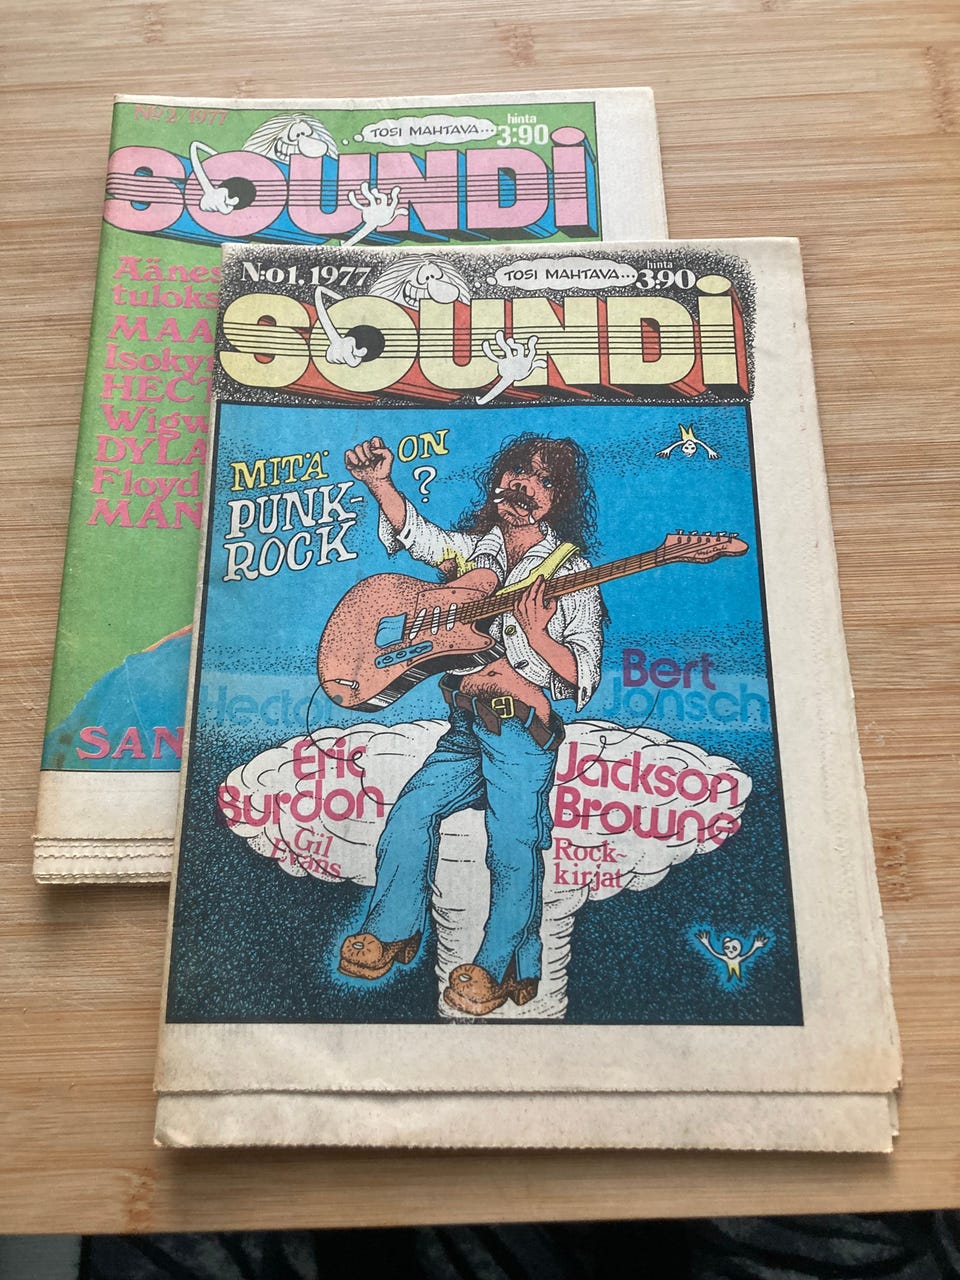 No 2/1977
TOSI MAHTAVA...
hinta
3:90
SOUNDi
Äänes
tuloks
MAA
Isoky
HECT
Wigw
DYLA
Floyd
MAN
SAN
N:o 1, 1977
TOSI MAHTAVA...
hinta
3:90
SOUNDi
MITÄ ON
PUNK-
ROCK ?
Hector
Bert
Jansch
Eric
Burdon
Gil
Evans
Jackson
Browne
Rock-
kirjat